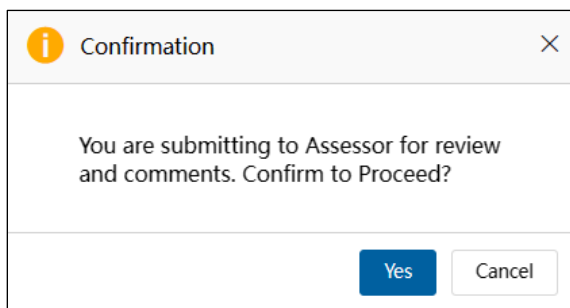 Confirmation
You are submitting to Assessor for review
and comments. Confirm to Proceed?
Yes
Cancel